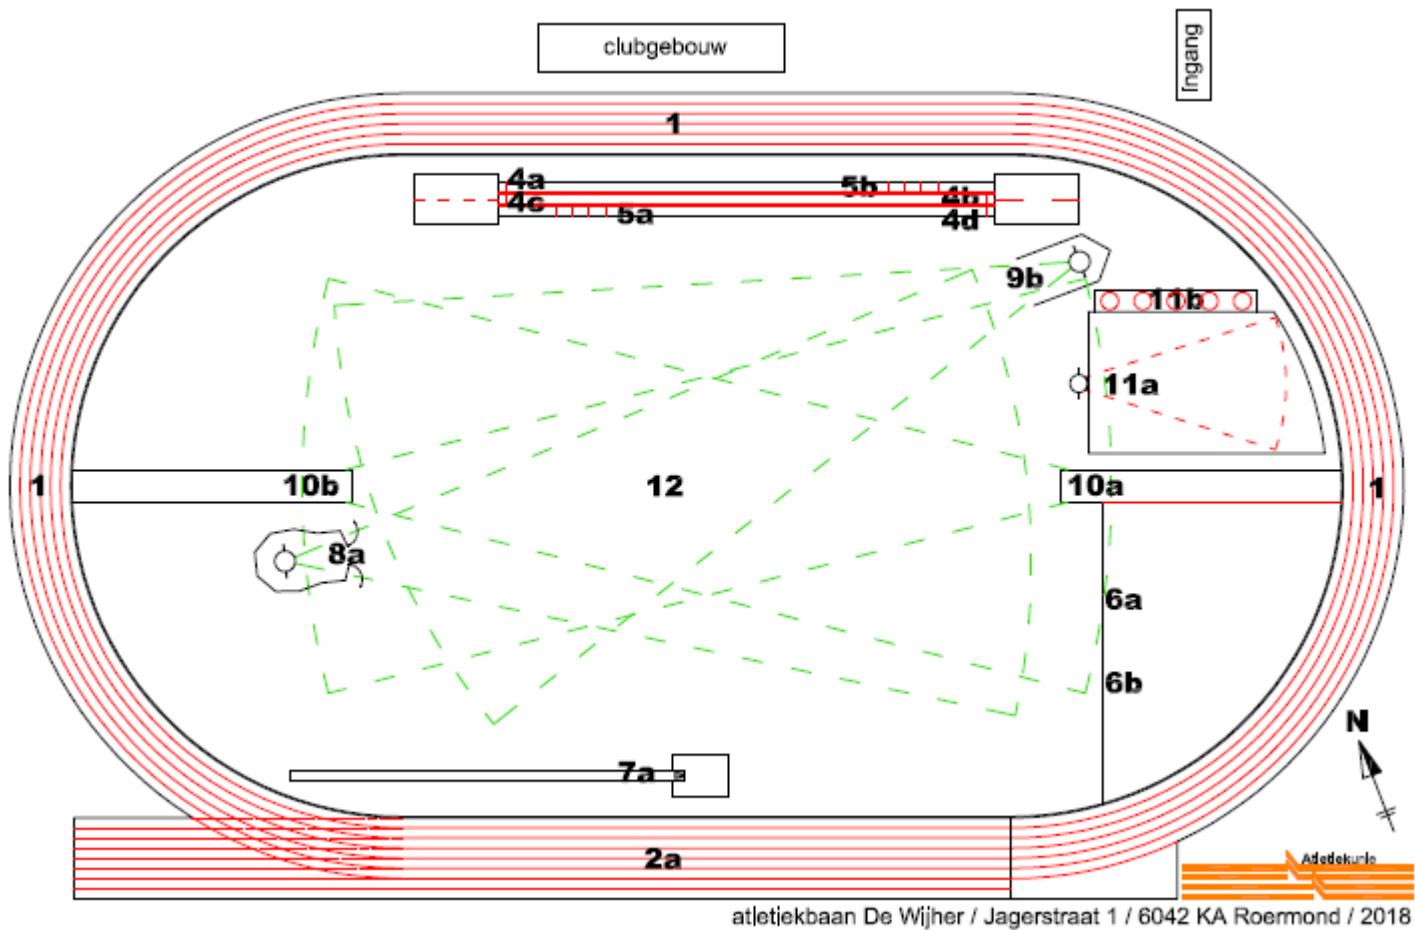 clubgebouw
Ingang
1
4a
5b
4b
4c
5a
4d
9b
11b
11a
1
10b
12
10a
1
8a
6a
6b
N
7a
2a
Atletiekunie
atletiekbaan De Wijher / Jagerstraat 1 / 6042 KA Roermond / 2018